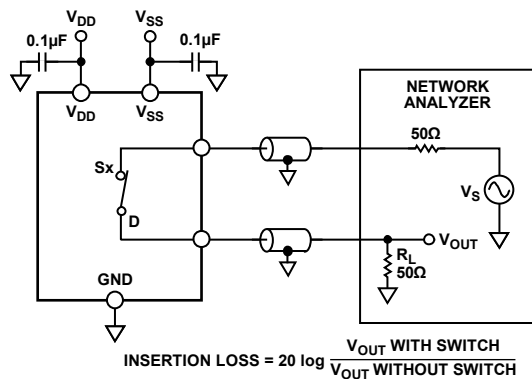 VDD
VSS
0.1µF
0.1µF
VDD
VSS
NETWORK
ANALYZER
50Ω
Sx
VS
D
VOUT
RL
50Ω
GND
INSERTION LOSS = 20 log VOUT WITH SWITCH
VOUT WITHOUT SWITCH